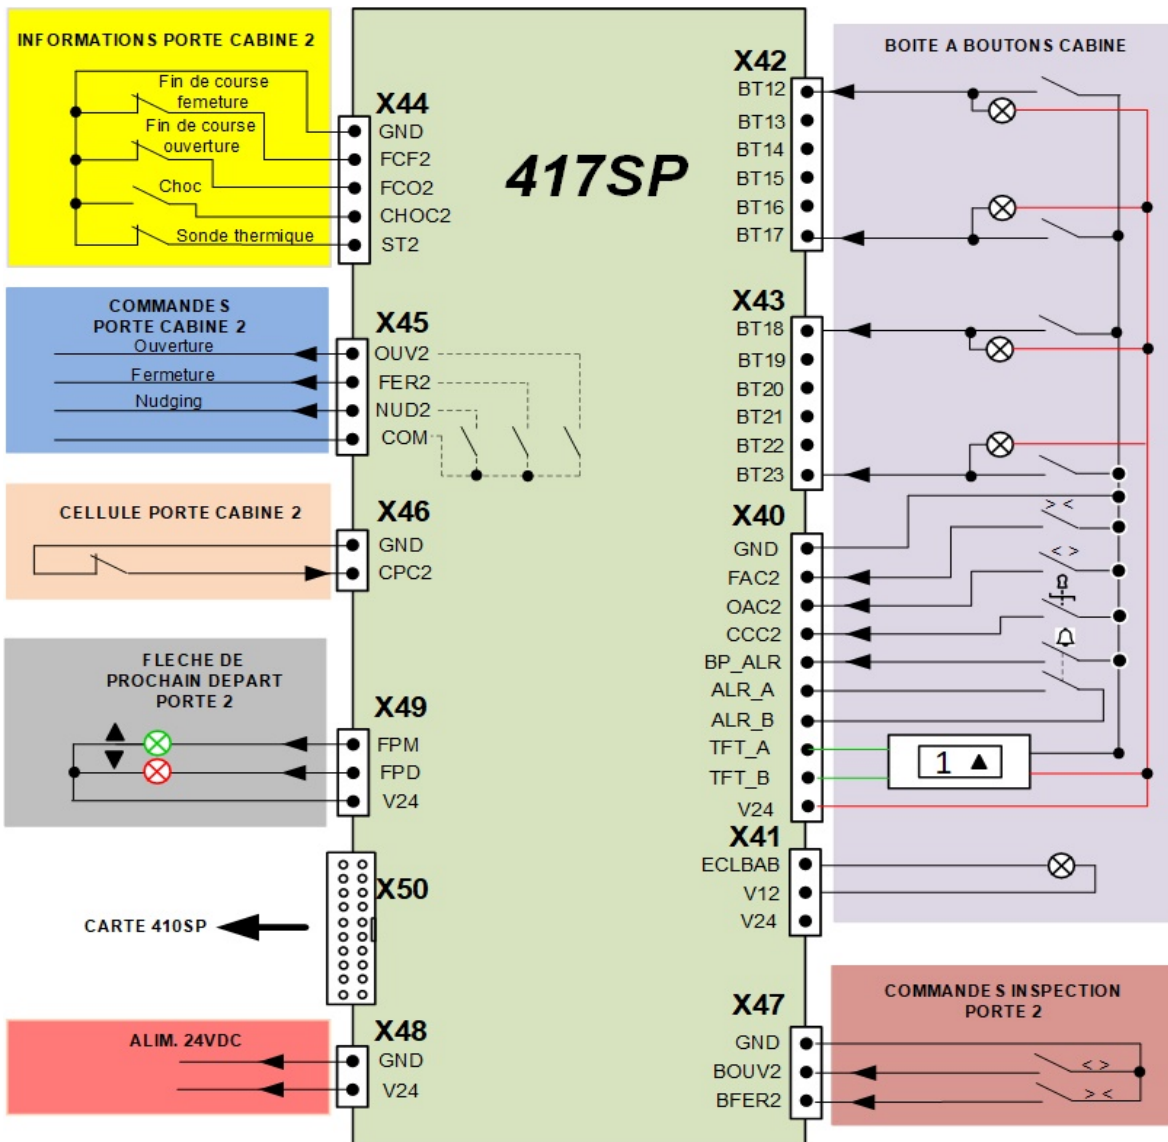 INFORMATIONS PORTE CABINE 2
Fin de course
femeture
Fin de course
ouverture
Choc
Sonde thermique
X44
GND
FCF2
FCO2
CHOC2
ST2
COMMANDES
PORTE CABINE 2
Ouverture
Fermeture
Nudging
X45
OUV2
FER2
NUD2
COM
CELLULE PORTE CABINE 2
X46
GND
CPC2
FLECHE DE
PROCHAIN DEPART
PORTE 2
X49
FPM
FPD
V24
X50
CARTE 410SP
ALIM. 24VDC
X48
GND
V24
417SP
BOITE A BOUTONS CABINE
X42
BT12
BT13
BT14
BT15
BT16
BT17
X43
BT18
BT19
BT20
BT21
BT22
BT23
X40
GND
> <
FAC2
< >
OAC2
CCC2
BP_ALR
ALR_A
ALR_B
TFT_A
1 ▲
TFT_B
V24
X41
ECLBAB
V12
V24
COMMANDES INSPECTION
PORTE 2
X47
GND
BOUV2
< >
BFER2
> <